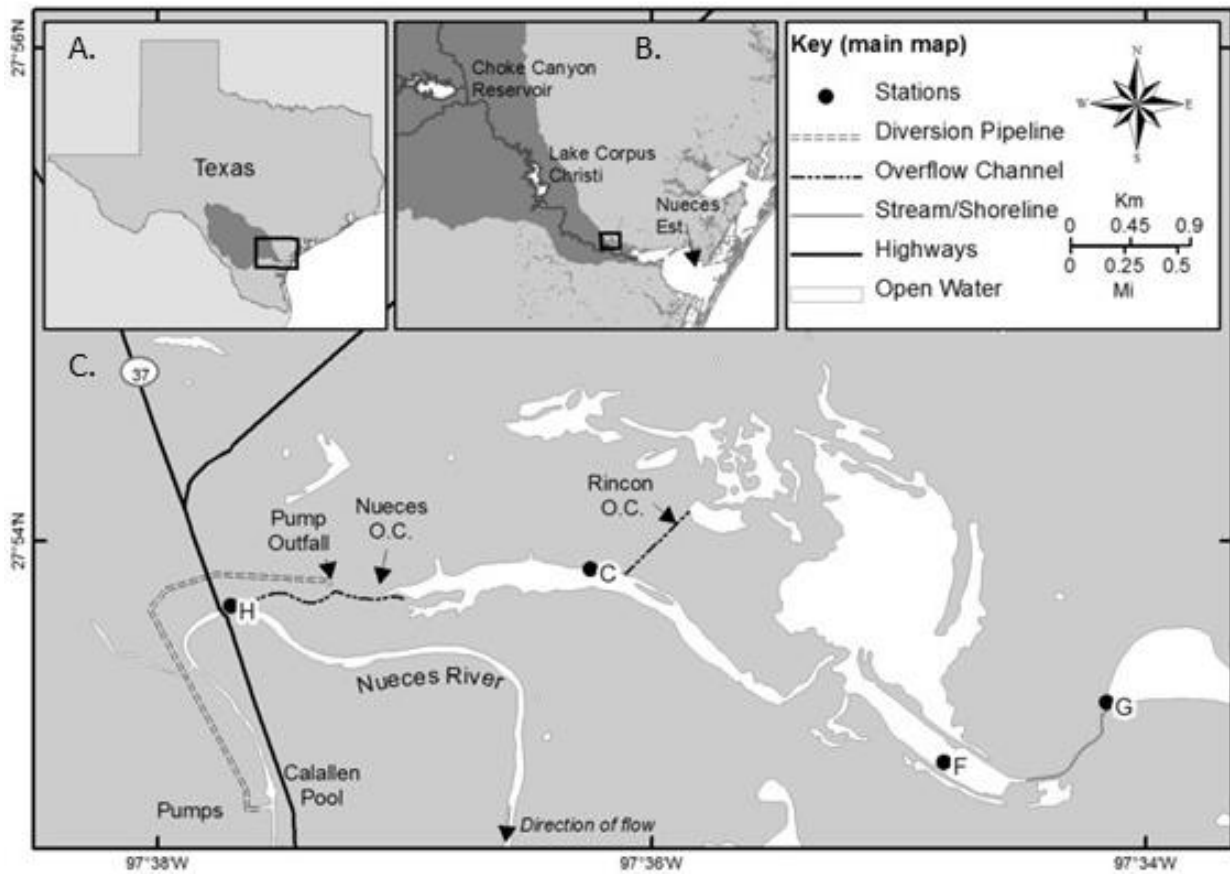 A.
Texas
B.
Choke Canyon
Reservoir
Lake Corpus
Christi
Nueces
Est.
Key (main map)
Stations
Diversion Pipeline
Overflow Channel
Stream/Shoreline
Highways
Open Water
N
W
E
S
Km
0 0.45 0.9
0 0.25 0.5
Mi
27°56'N
27°54'N
C.
37
Pump
Outfall
Nueces
O.C.
Rincon
O.C.
C
H
Nueces River
G
F
Calallen
Pool
Pumps
Direction of flow
97°38'W
97°36'W
97°34'W